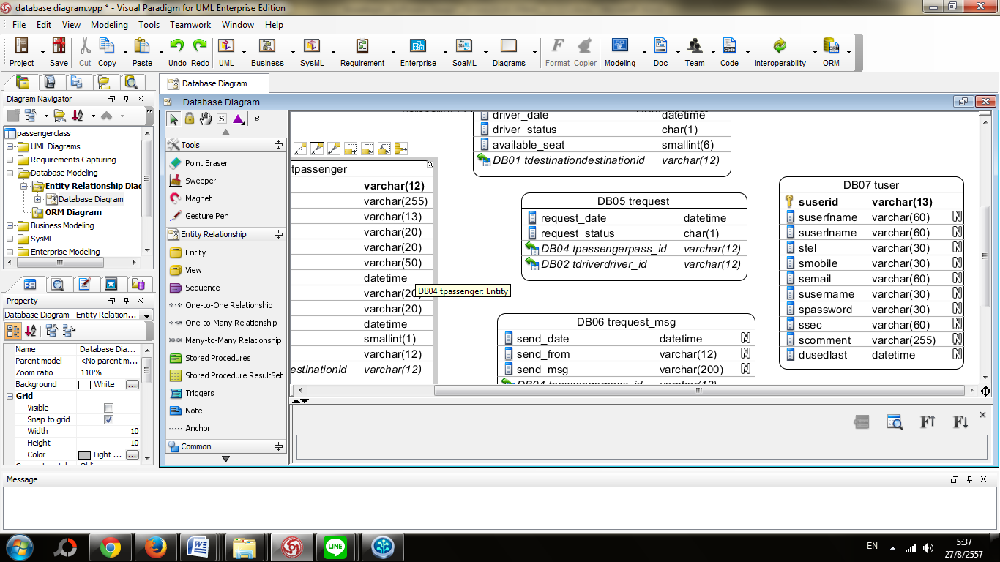 database diagram.vpp * - Visual Paradigm for UML Enterprise Edition
File Edit View Modeling Tools Teamwork Window Help
Project Save Cut Copy Paste Undo Redo UML Business SysML Requirement Enterprise SoaML Diagrams Format Copier Modeling Doc Team Code Interoperability ORM
Database Diagram
Diagram Navigator
passengerclass
UML Diagrams
Requirements Capturing
Database Modeling
Entity Relationship Diag
Database Diagram
ORM Diagram
Business Modeling
SysML
Enterprise Modeling
Property
Database Diagram - Entity Relation...
Name Database Dia...
Parent model <No parent m...
Zoom ratio 110%
Background White ...
Grid
Visible
Snap to grid
Width 10
Height 10
Color Light ... ...
Database Diagram
S
Tools
Point Eraser
Sweeper
Magnet
Gesture Pen
Entity Relationship
Entity
View
Sequence
One-to-One Relationship
One-to-Many Relationship
Many-to-Many Relationship
Stored Procedures
Stored Procedure ResultSet
Triggers
Note
Anchor
Common
tpassenger
varchar(12)
varchar(255)
varchar(13)
varchar(20)
varchar(20)
varchar(50)
datetime
varchar(20
varchar(20)
datetime
smallint(1)
varchar(12)
estinationid varchar(12)
DB04 tpassenger: Entity
driver_date datetime
driver_status char(1)
available_seat smallint(6)
DB01 tdestinationdestinationid varchar(12)
DB05 trequest
request_date datetime
request_status char(1)
DB04 tpassengerpass_id varchar(12)
DB02 tdriverdriver_id varchar(12)
DB06 trequest_msg
send_date datetime N
send_from varchar(12) N
send_msg varchar(200) N
DB04 tpassengerpass_id varchar(12)
DB07 tuser
suserid varchar(13)
suserfname varchar(60) N
suserlname varchar(60) N
stel varchar(30) N
smobile varchar(30) N
semail varchar(60) N
susername varchar(30) N
spassword varchar(30) N
ssec varchar(60) N
scomment varchar(255) N
dusedlast datetime N
Message
EN
5:37
27/8/2557